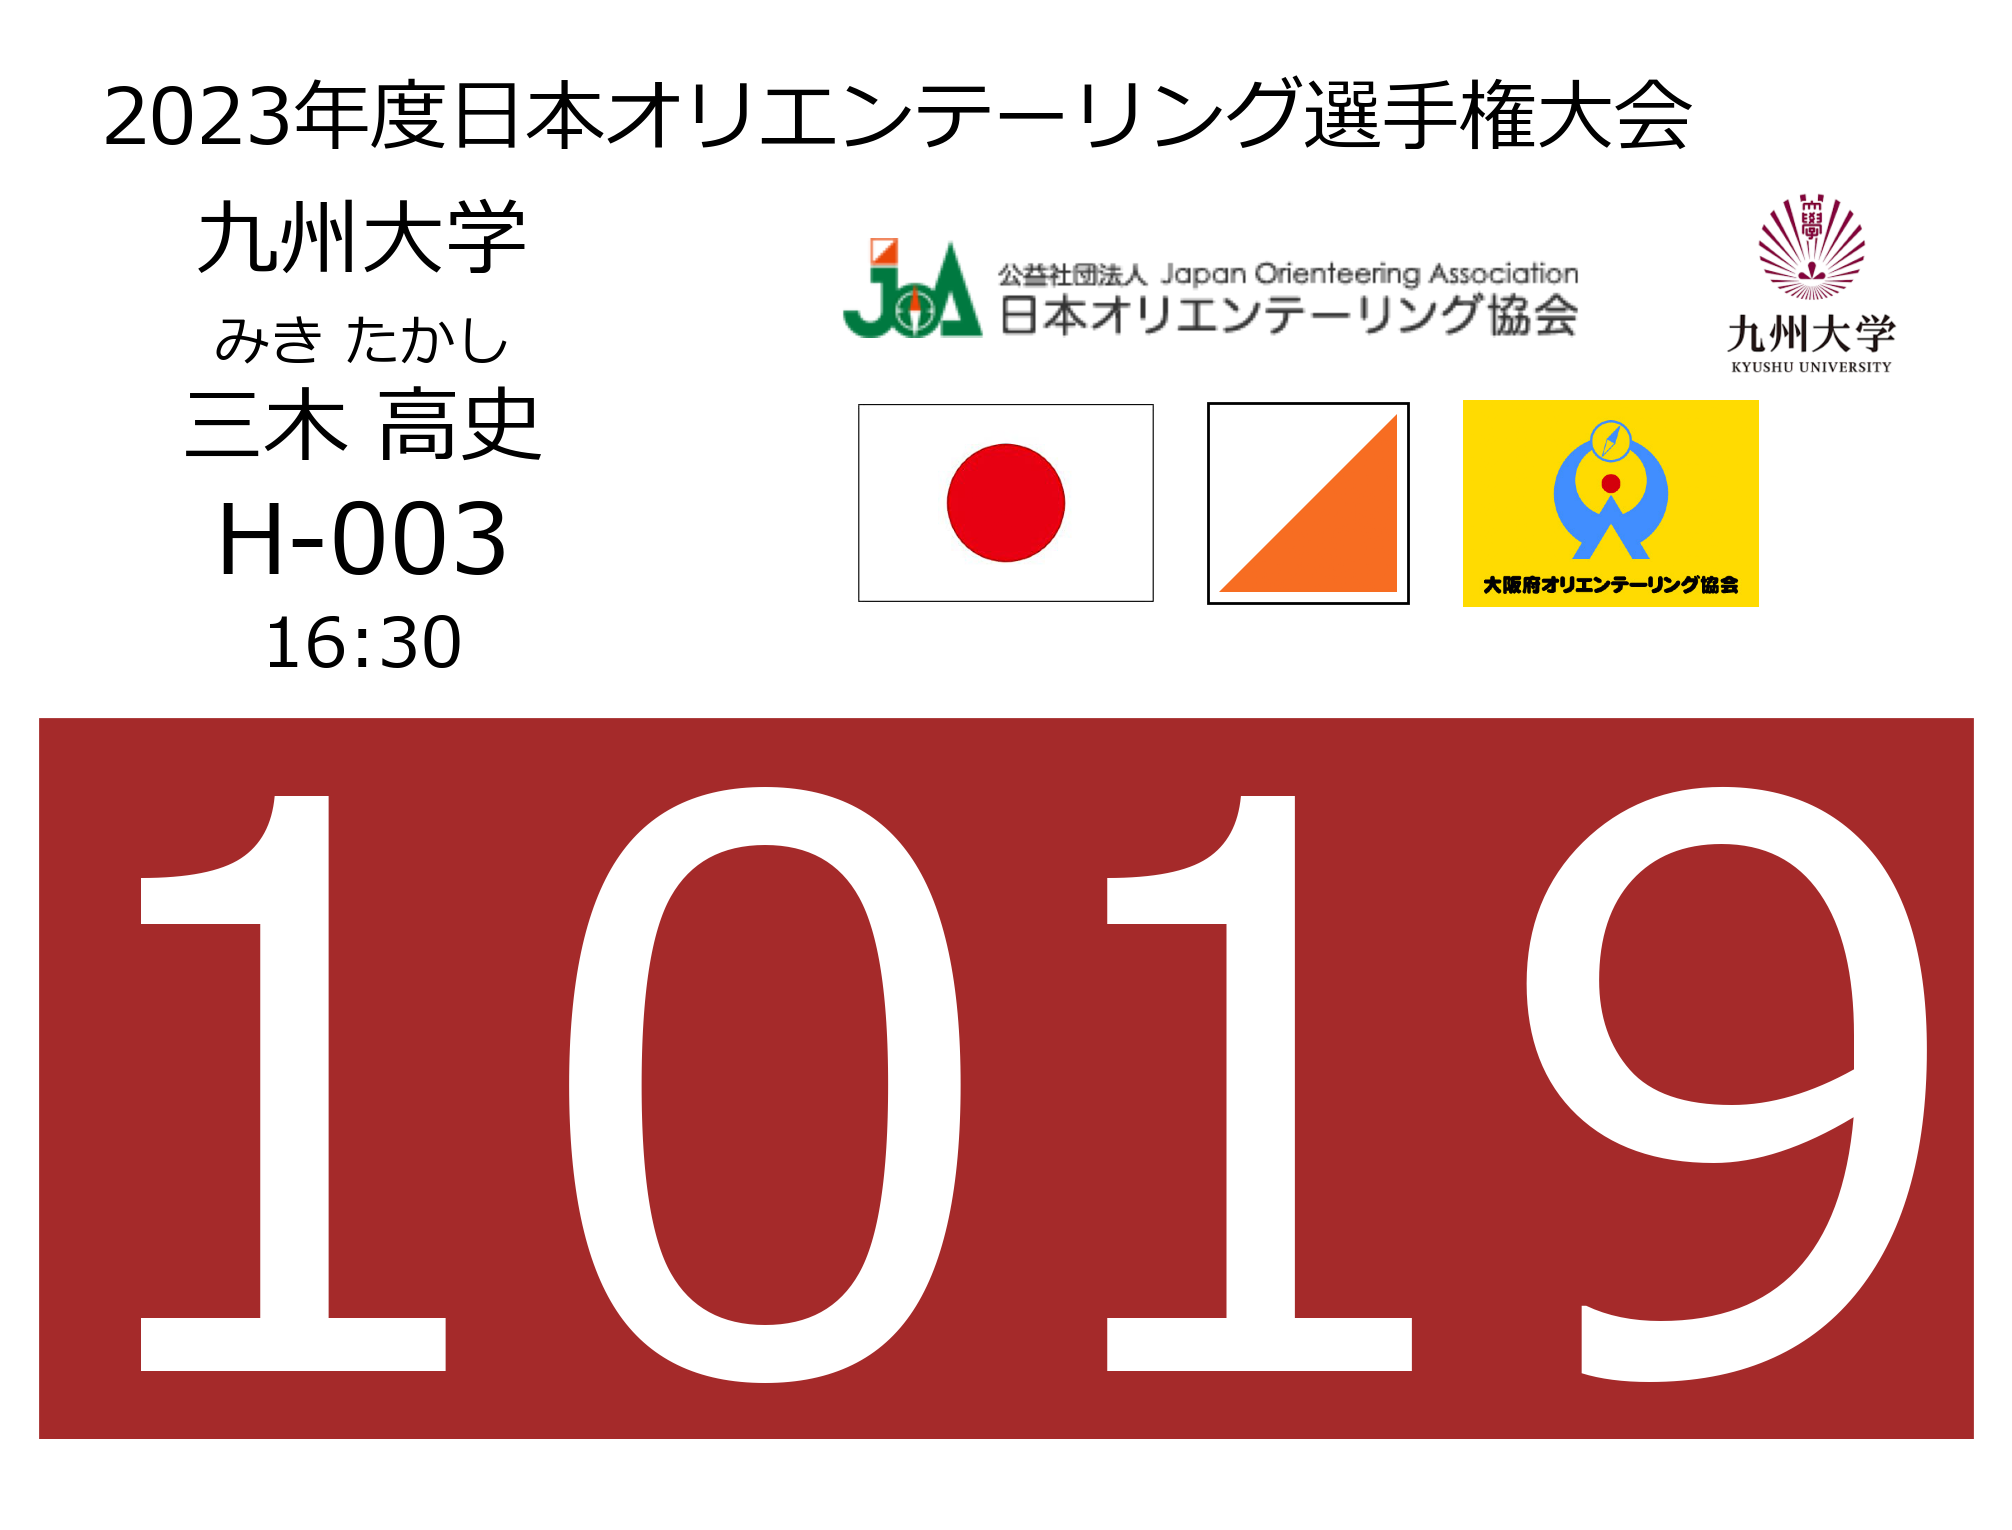 2023年度日本オリエンテーリング選手権大会
九州大学
みき たかし
三木 高史
H-003
16:30
JOA
公益社団法人 Japan Orienteering Association
日本オリエンテーリング協会
大學
九州大学
KYUSHU UNIVERSITY
大阪府オリエンテーリング協会
1019